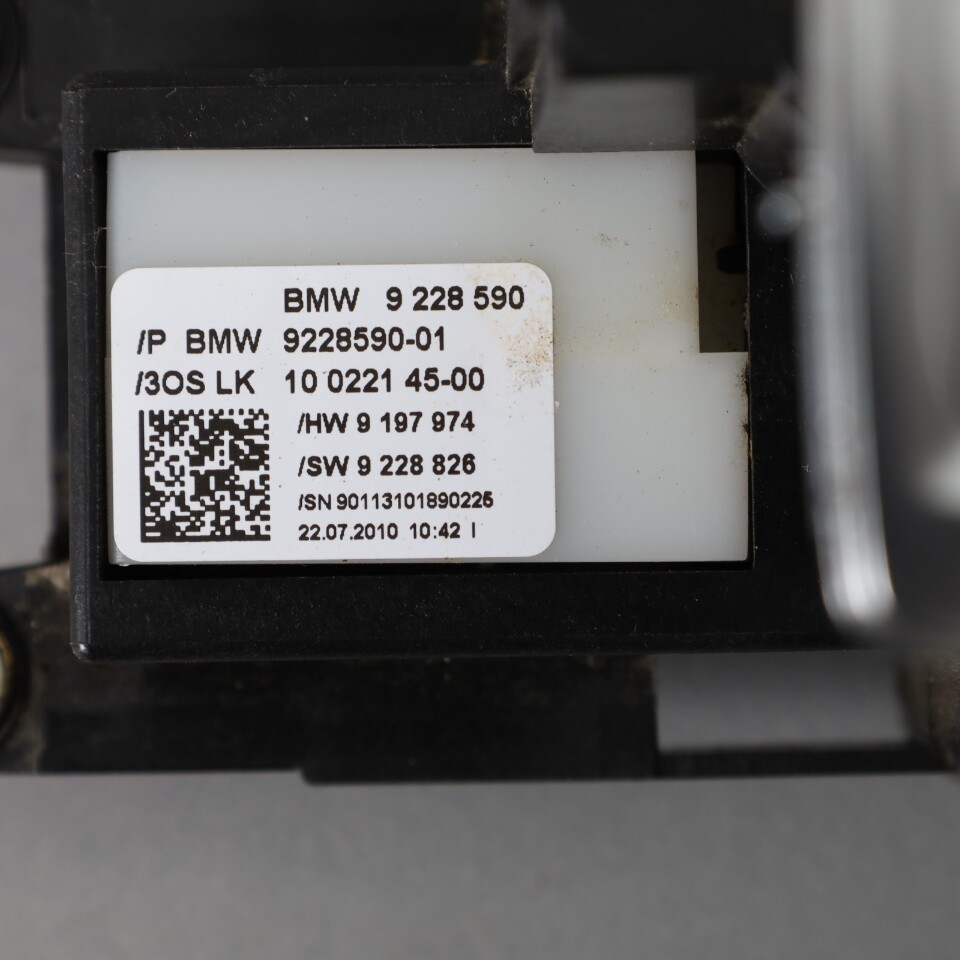 BMW 9 228 590
/P BMW 9228590-01
/3OS LK 10 0221 45-00
/HW 9 197 974
/SW 9 228 826
/SN 90113101890225
22.07.2010 10:42 I